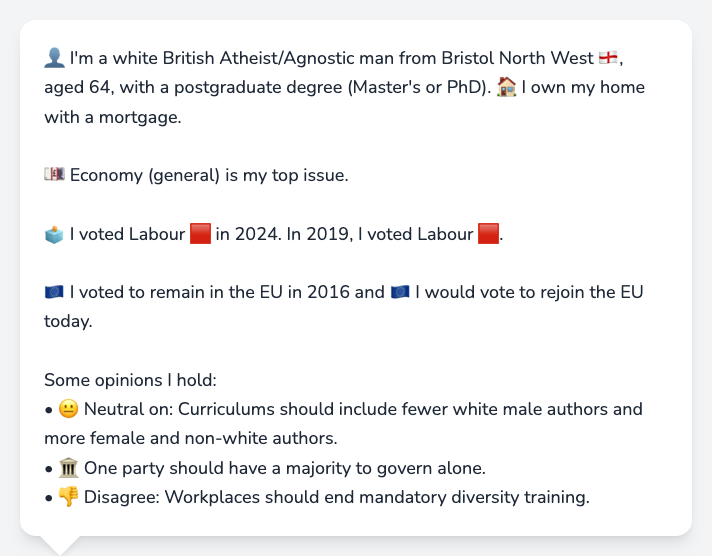 👤 I'm a white British Atheist/Agnostic man from Bristol North West 🏴󠁧󠁢󠁥󠁮󠁧󠁿,
aged 64, with a postgraduate degree (Master's or PhD). 🏠 I own my home
with a mortgage.
💷 Economy (general) is my top issue.
🗳️ I voted Labour 🟥 in 2024. In 2019, I voted Labour 🟥.
🇪🇺 I voted to remain in the EU in 2016 and 🇪🇺 I would vote to rejoin the EU
today.
Some opinions I hold:
• 😐 Neutral on: Curriculums should include fewer white male authors and
more female and non-white authors.
• 🏛️ One party should have a majority to govern alone.
• 👎 Disagree: Workplaces should end mandatory diversity training.